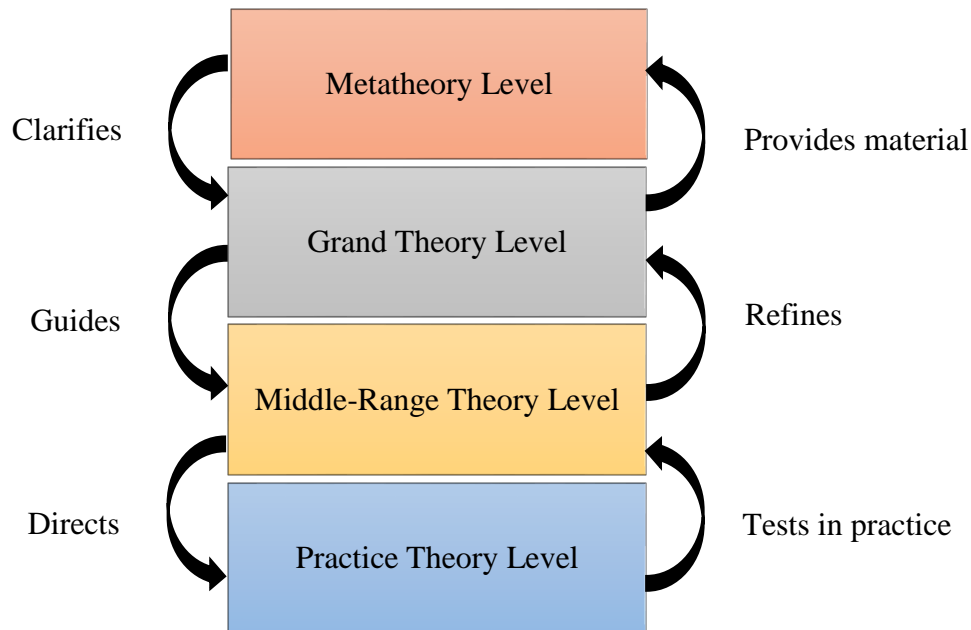 Metatheory Level
Clarifies
Provides material
Grand Theory Level
Guides
Refines
Middle-Range Theory Level
Directs
Tests in practice
Practice Theory Level